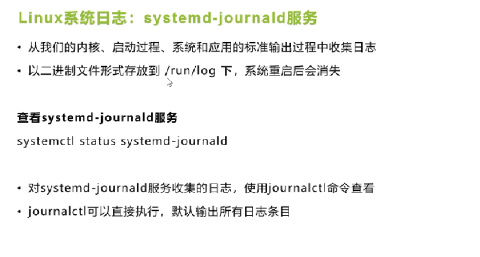 Linux系统日志：systemd-journald服务
• 从我们的内核、启动过程、系统和应用的标准输出过程中收集日志
• 以二进制文件形式存放到 /run/log 下，系统重启后会消失
查看systemd-journald服务
systemctl status systemd-journald
• 对systemd-journald服务收集的日志，使用journalctl命令查看
• journalctl可以直接执行，默认输出所有日志条目